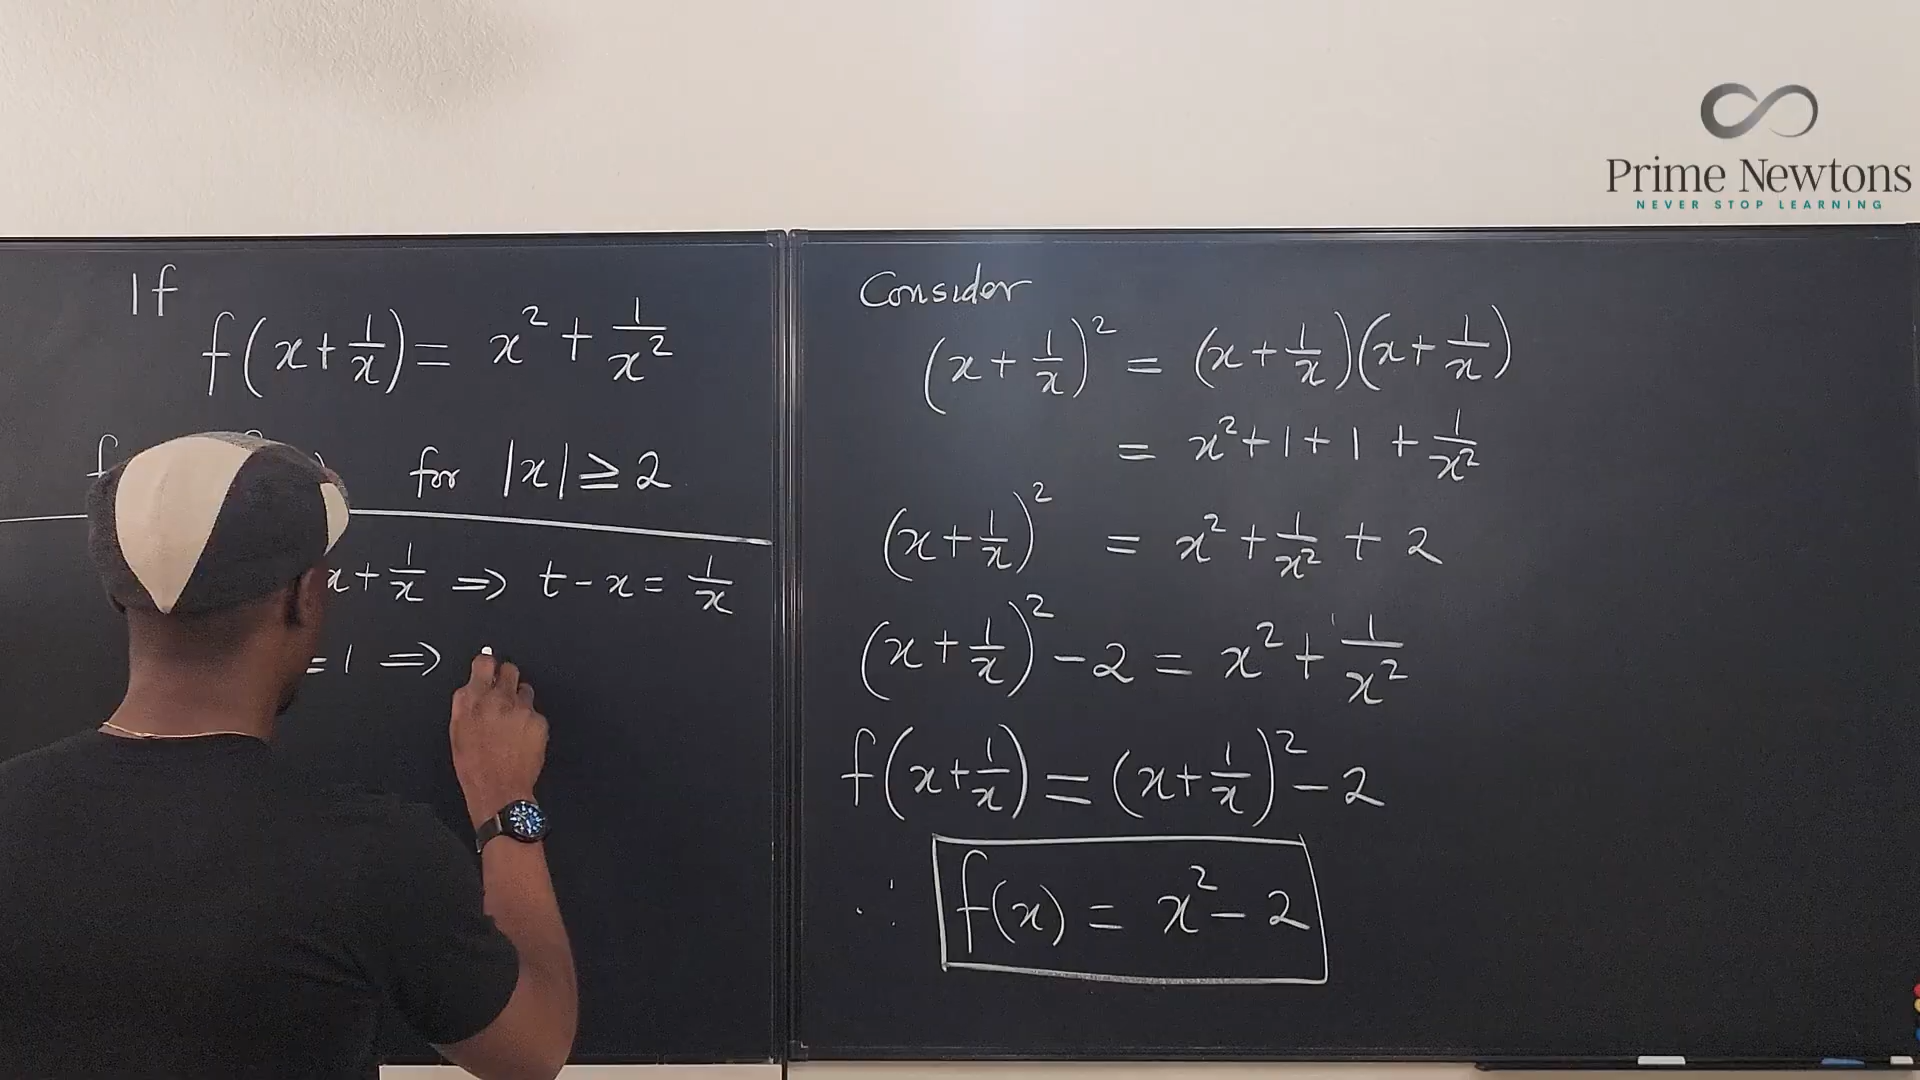 Prime Newtons
NEVER STOP LEARNING
If
f(x+1/x) = x² + 1/x²
for |x| ≥ 2
x+1/x ⇒ t-x = 1/x
=1 ⇒
Consider
(x+1/x)² = (x+1/x)(x+1/x)
= x²+1+1+1/x²
(x+1/x)² = x²+1/x²+2
(x+1/x)²-2 = x²+1/x²
f(x+1/x) = (x+1/x)²-2
∴ f(x) = x²-2